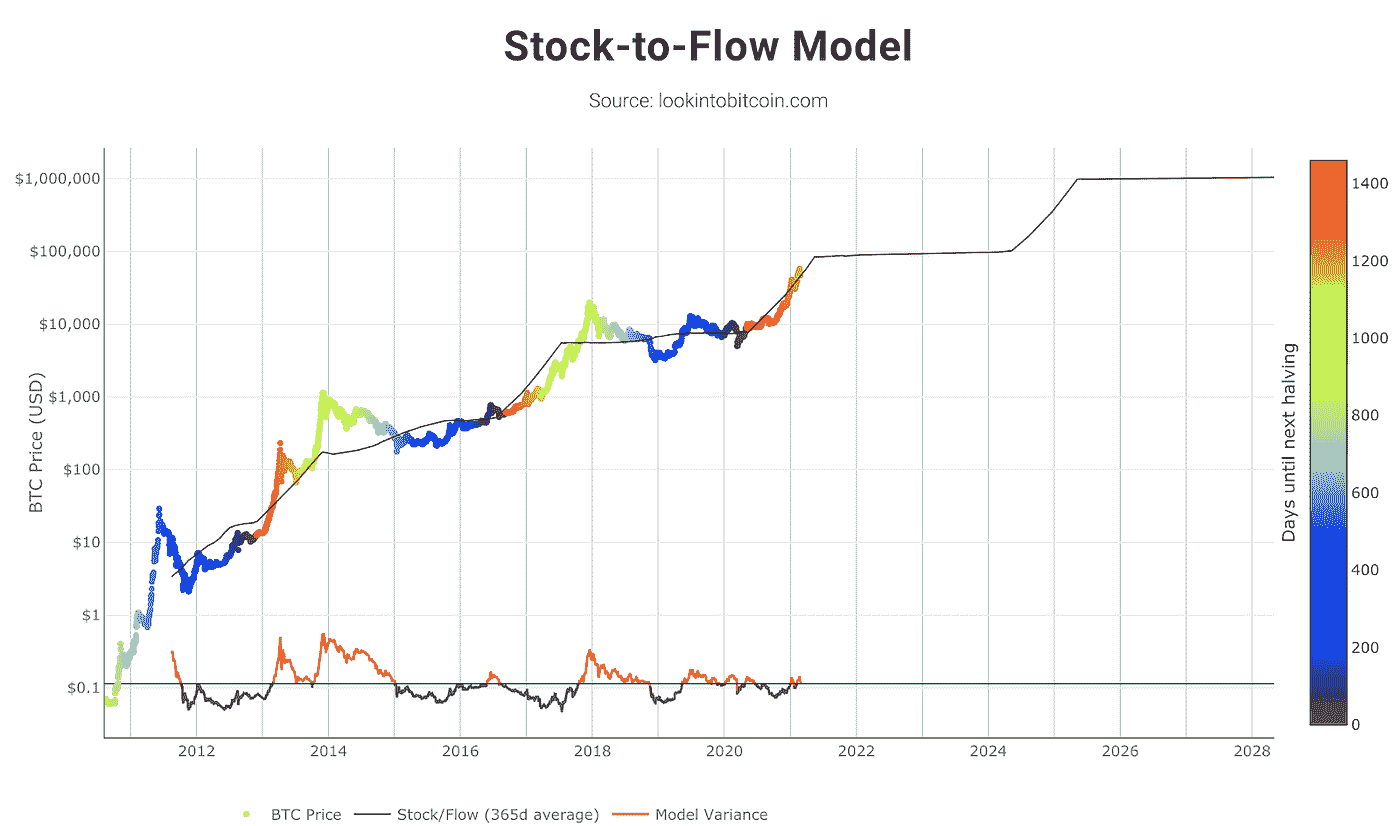 Stock-to-Flow Model
Source: lookintobitcoin.com
BTC Price (USD)
$1,000,000
$100,000
$10,000
$1,000
$100
$10
$1
$0.1
2012 2014 2016 2018 2020 2022 2024 2026 2028
Days until next halving
1400
1200
1000
800
600
400
200
0
BTC Price Stock/Flow (365d average) Model Variance